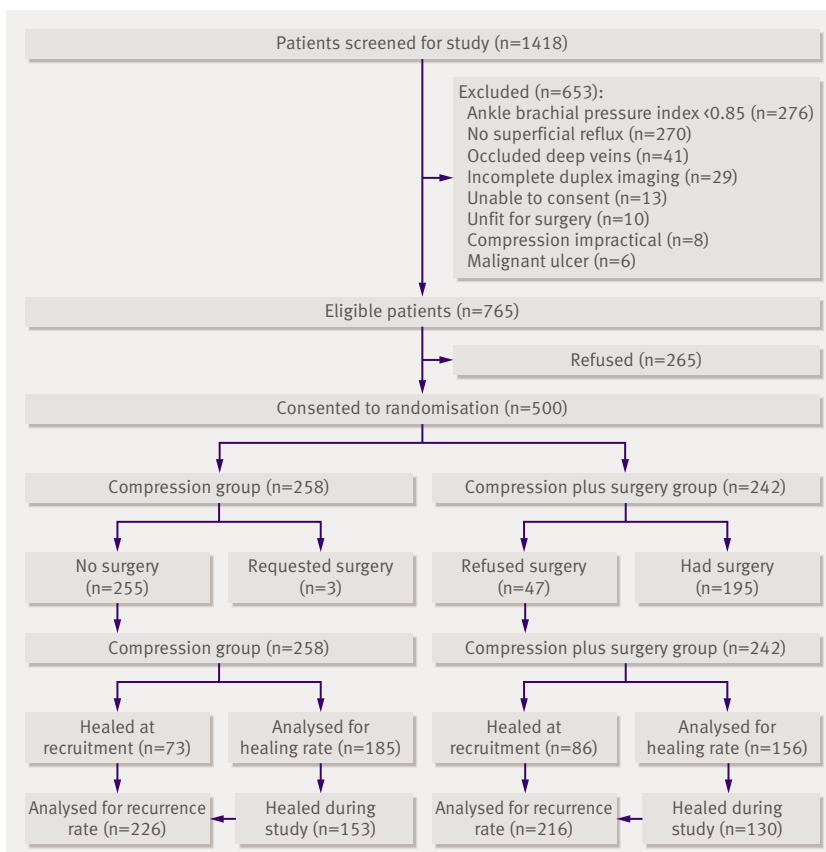 Patients screened for study (n=1418)
Excluded (n=653):
Ankle brachial pressure index <0.85 (n=276)
No superficial reflux (n=270)
Occluded deep veins (n=41)
Incomplete duplex imaging (n=29)
Unable to consent (n=13)
Unfit for surgery (n=10)
Compression impractical (n=8)
Malignant ulcer (n=6)
Eligible patients (n=765)
Refused (n=265)
Consented to randomisation (n=500)
Compression group (n=258)
Compression plus surgery group (n=242)
No surgery
(n=255)
Requested surgery
(n=3)
Refused surgery
(n=47)
Had surgery
(n=195)
Compression group (n=258)
Compression plus surgery group (n=242)
Healed at
recruitment (n=73)
Analysed for
healing rate (n=185)
Healed at
recruitment (n=86)
Analysed for
healing rate (n=156)
Analysed for recurrence
rate (n=226)
Healed during
study (n=153)
Analysed for recurrence
rate (n=216)
Healed during
study (n=130)